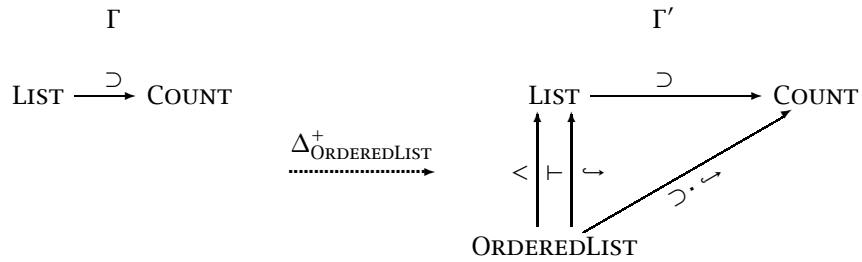 Γ Γ′
LIST ⊃ COUNT LIST ⊃ COUNT
Δ⁺ORDEREDLIST
< ⊢ ↪ ⊃·↪
ORDEREDLIST